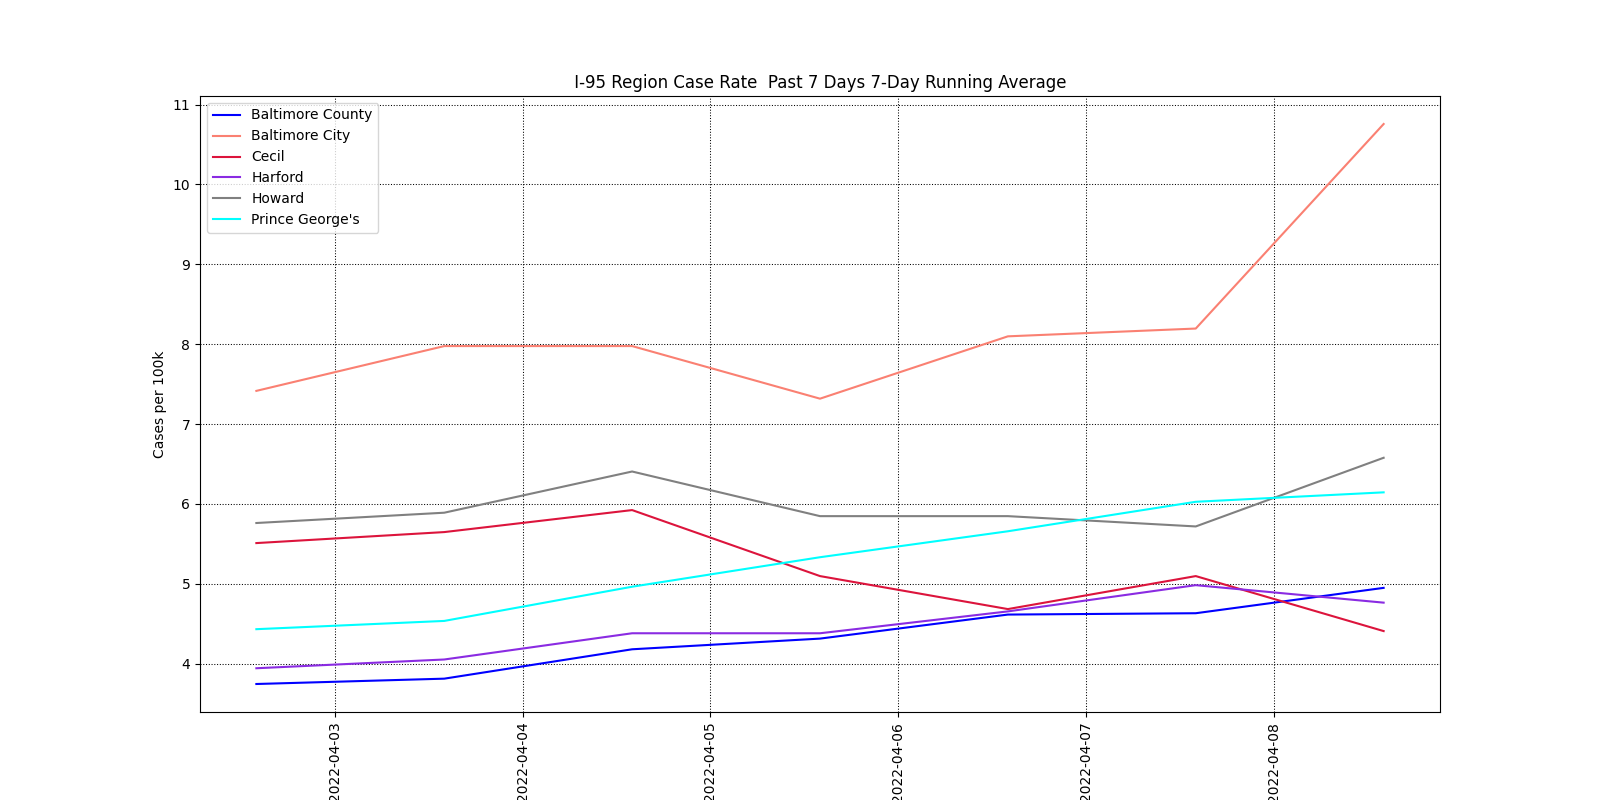 I-95 Region Case Rate  Past 7 Days 7-Day Running Average
Baltimore County
Baltimore City
Cecil
Harford
Howard
Prince George's
Cases per 100k
11
10
9
8
7
6
5
4
2022-04-03
2022-04-04
2022-04-05
2022-04-06
2022-04-07
2022-04-08